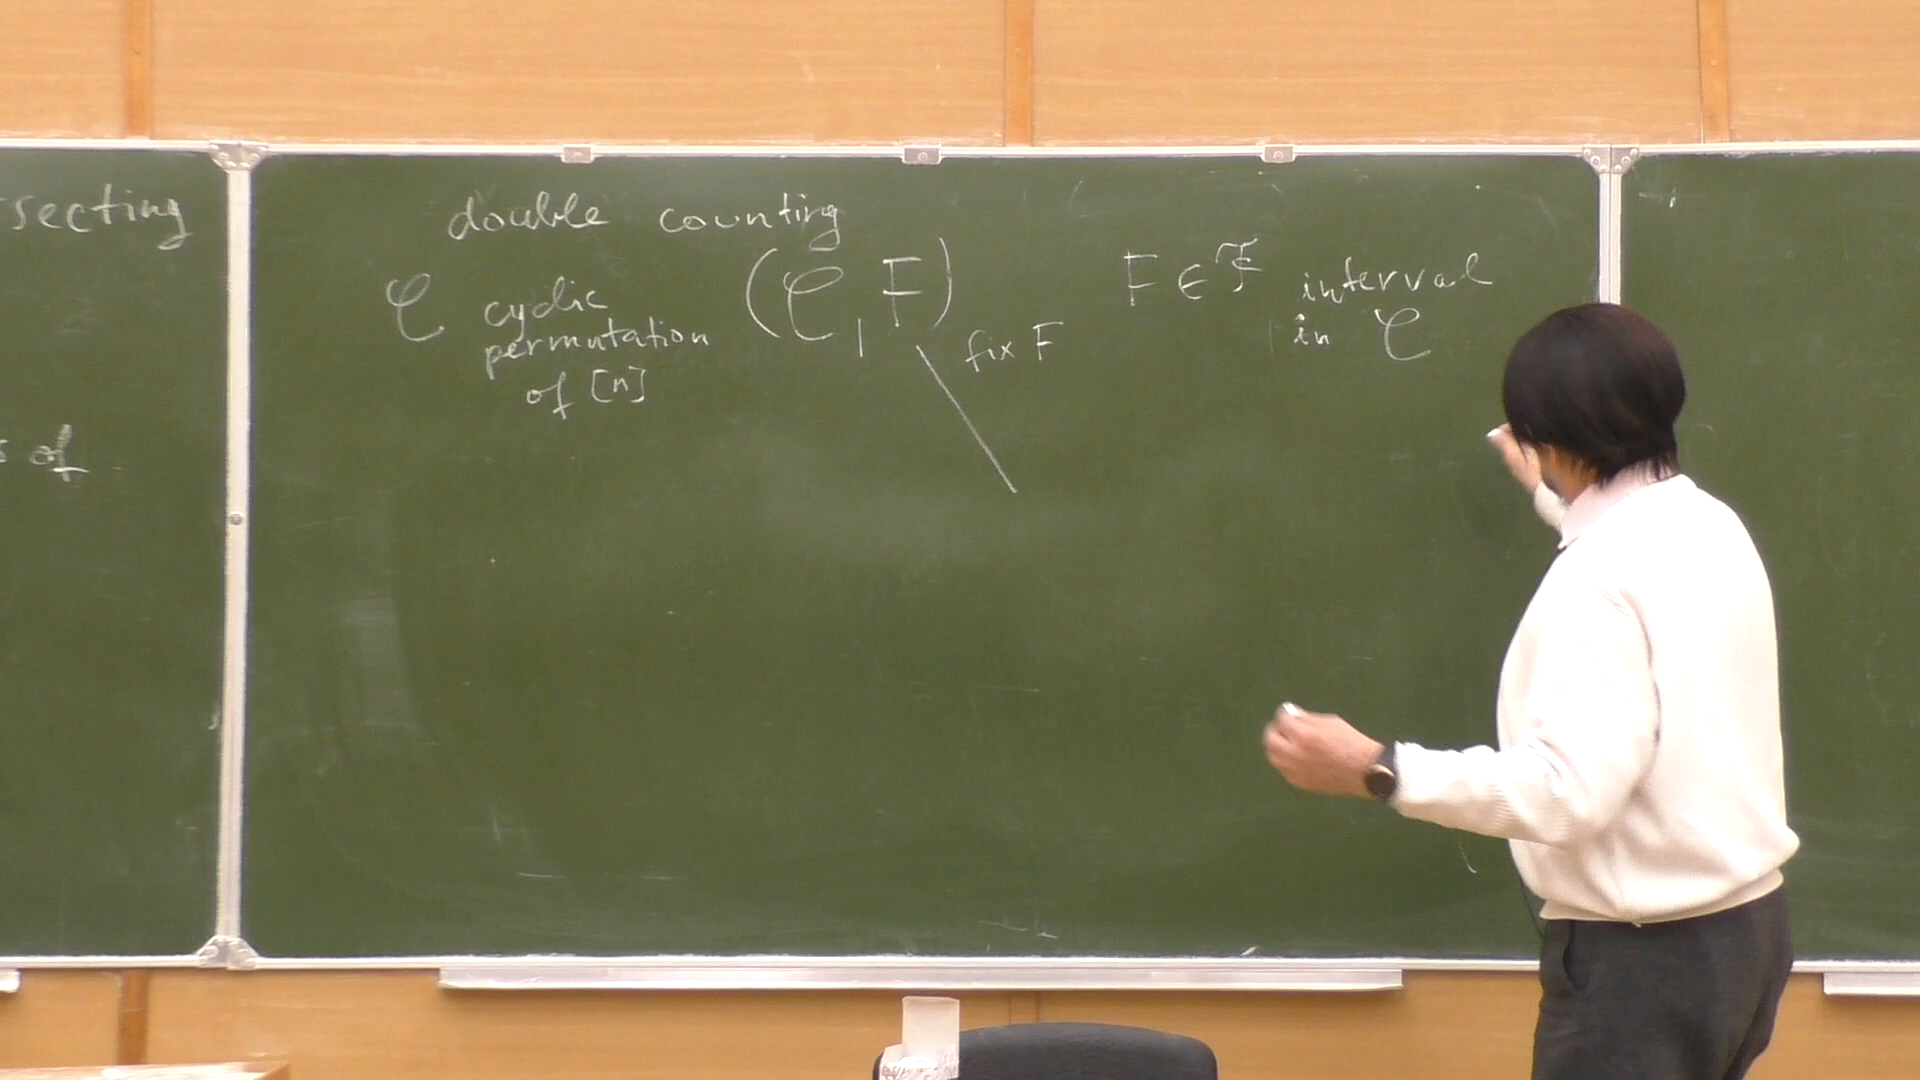 secting
of
double counting
𝒞 cyclic permutation of [n]
(𝒞, F)
fix F
F ∈ ℱ interval in 𝒞